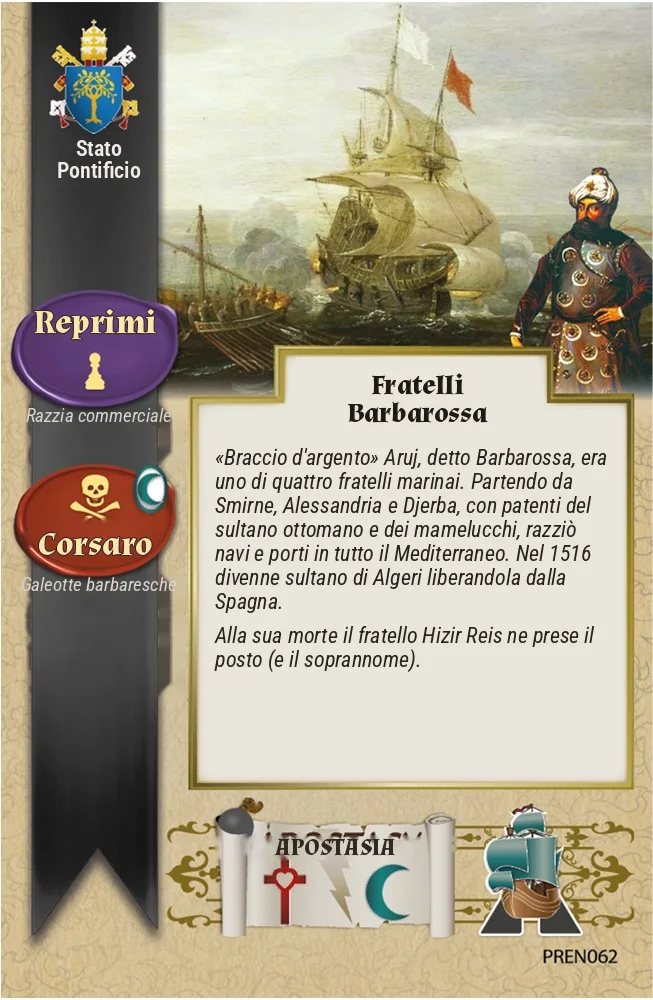 Stato
Pontificio
Reprimi
Razzia commerciale
Corsaro
Galeotte barbaresche
Fratelli
Barbarossa
«Braccio d'argento» Aruj, detto Barbarossa, era
uno di quattro fratelli marinai. Partendo da
Smirne, Alessandria e Djerba, con patenti del
sultano ottomano e dei mamelucchi, razziò
navi e porti in tutto il Mediterraneo. Nel 1516
divenne sultano di Algeri liberandola dalla
Spagna.
Alla sua morte il fratello Hizir Reis ne prese il
posto (e il soprannome).
APOSTASIA
PREN062